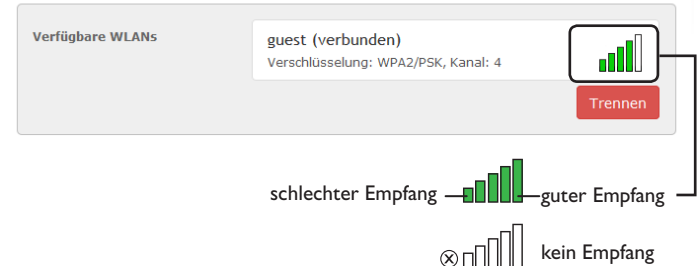 Verfügbare WLANs
guest (verbunden)
Verschlüsselung: WPA2/PSK, Kanal: 4
Trennen
schlechter Empfang
guter Empfang
kein Empfang